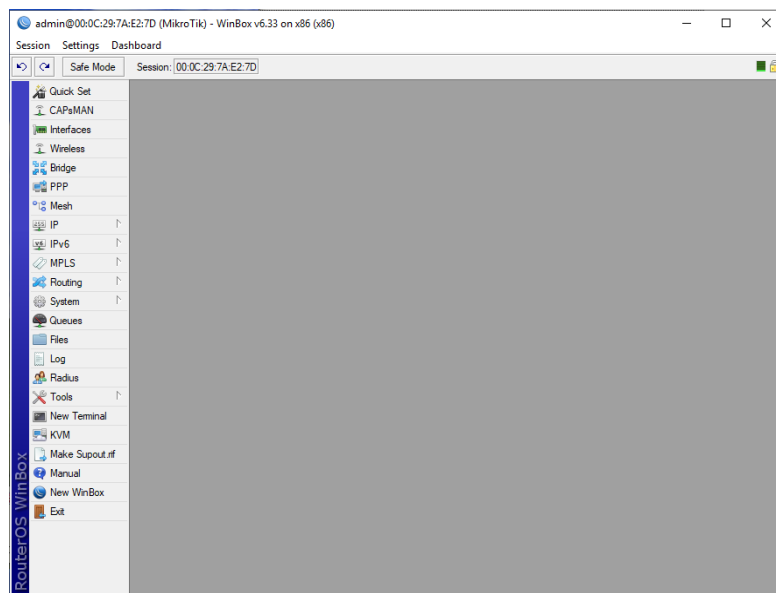 admin@00:0C:29:7A:E2:7D (MikroTik) - WinBox v6.33 on x86 (x86)
Session Settings Dashboard
Safe Mode Session: 00:0C:29:7A:E2:7D
Quick Set
CAPsMAN
Interfaces
Wireless
Bridge
PPP
Mesh
255 IP
v6 IPv6
MPLS
Routing
System
Queues
Files
Log
Radius
Tools
New Terminal
KVM
Make Supout.rif
Manual
New WinBox
Exit
RouterOS WinBox